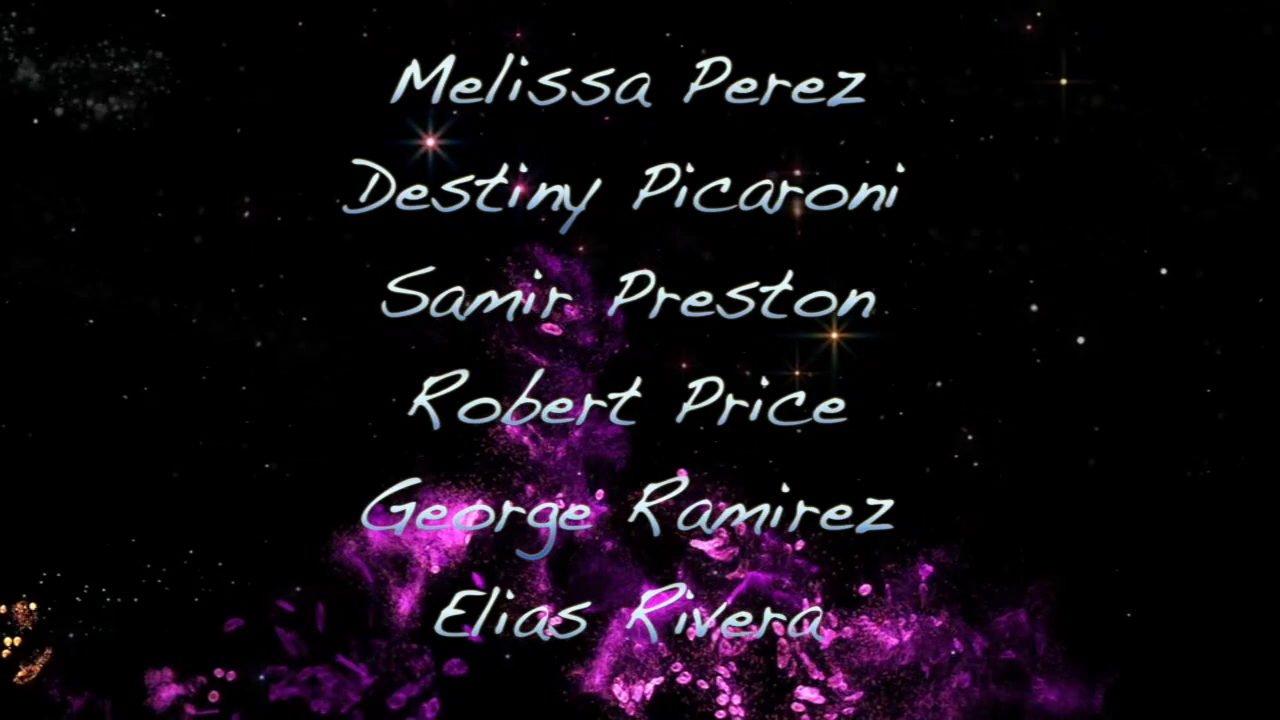 Melissa Perez
Destiny Picaroni
Samir Preston
Robert Price
George Ramirez
Elias Rivera